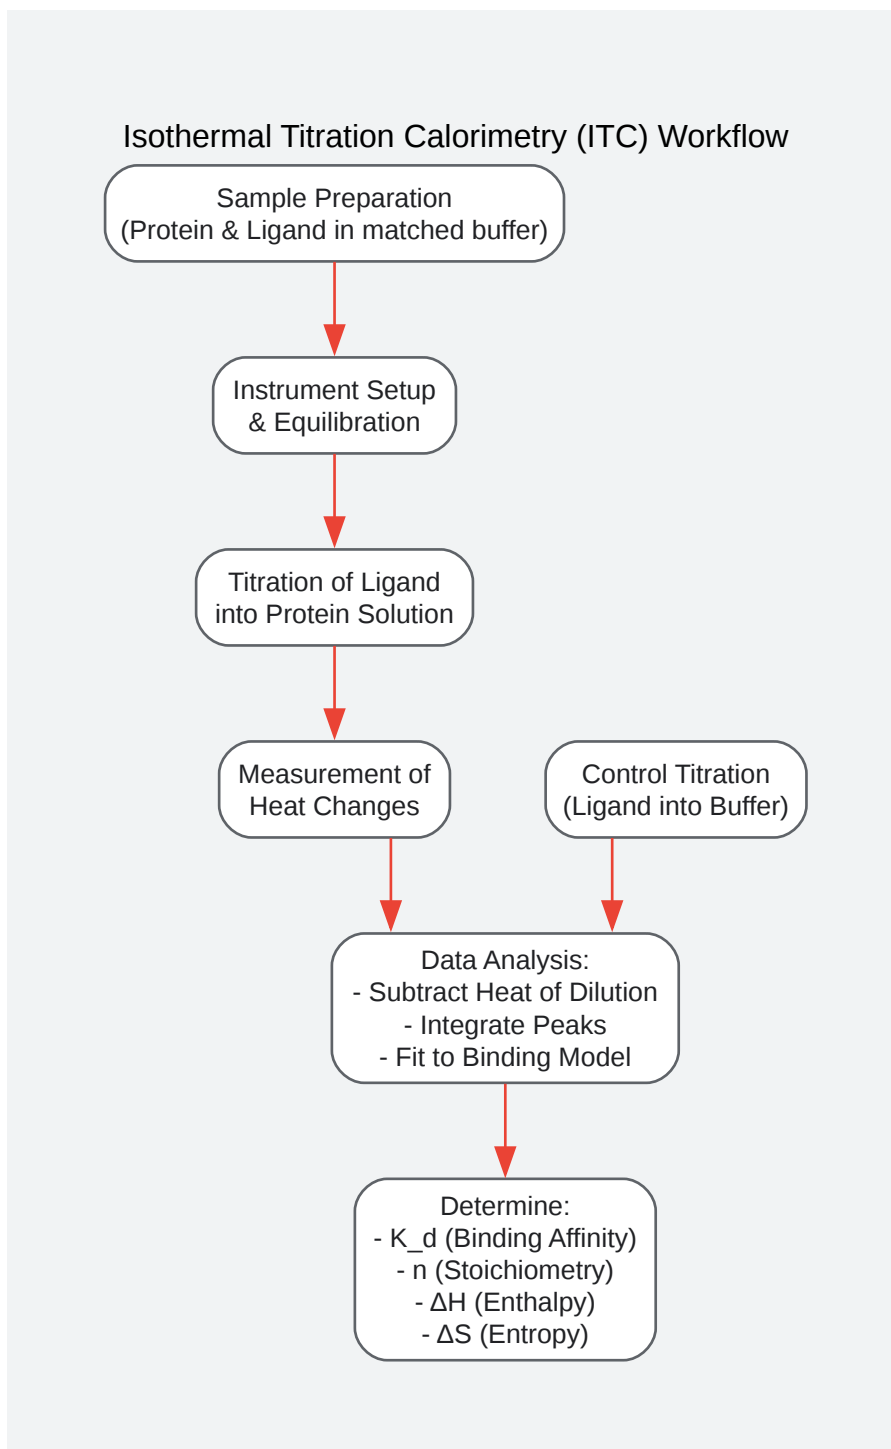 Isothermal Titration Calorimetry (ITC) Workflow
Sample Preparation
(Protein & Ligand in matched buffer)
Instrument Setup
& Equilibration
Titration of Ligand
into Protein Solution
Measurement of
Heat Changes
Control Titration
(Ligand into Buffer)
Data Analysis:
- Subtract Heat of Dilution
- Integrate Peaks
- Fit to Binding Model
Determine:
- K_d (Binding Affinity)
- n (Stoichiometry)
- ΔH (Enthalpy)
- ΔS (Entropy)